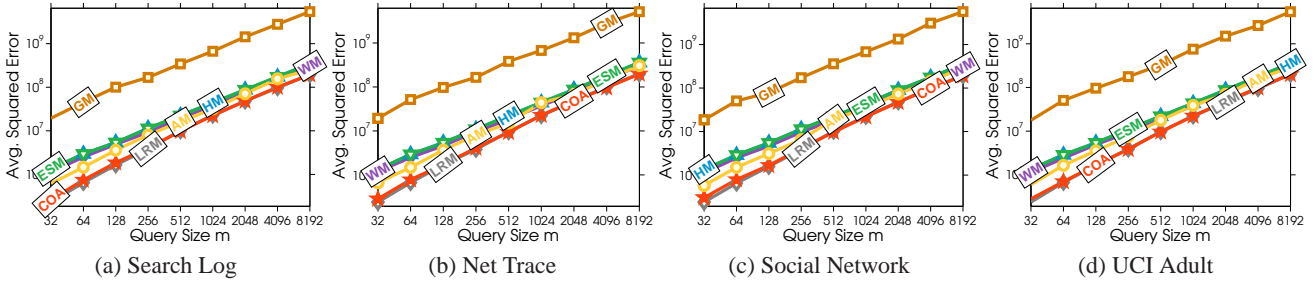 Avg. Squared Error
10⁹
10⁸
10⁷
10⁶
GM
WM
HM
AM
ESM
LRM
COA
32 64 128 256 512 1024 2048 4096 8192
Query Size m
(a) Search Log
Avg. Squared Error
10⁹
10⁸
10⁷
10⁶
GM
ESM
COA
HM
AM
WM
LRM
32 64 128 256 512 1024 2048 4096 8192
Query Size m
(b) Net Trace
Avg. Squared Error
10⁹
10⁸
10⁷
10⁶
GM
WM
COA
ESM
AM
LRM
HM
32 64 128 256 512 1024 2048 4096 8192
Query Size m
(c) Social Network
Avg. Squared Error
10⁹
10⁸
10⁷
10⁶
GM
HM
AM
LRM
ESM
COA
WM
32 64 128 256 512 1024 2048 4096 8192
Query Size m
(d) UCI Adult